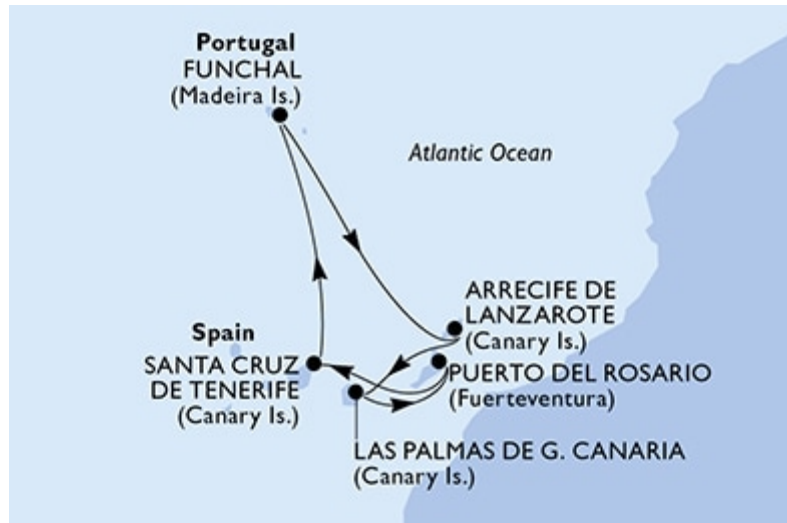 Portugal
FUNCHAL
(Madeira Is.)
Atlantic Ocean
ARRECIFE DE
LANZAROTE
(Canary Is.)
Spain
SANTA CRUZ
DE TENERIFE
(Canary Is.)
PUERTO DEL ROSARIO
(Fuerteventura)
LAS PALMAS DE G. CANARIA
(Canary Is.)